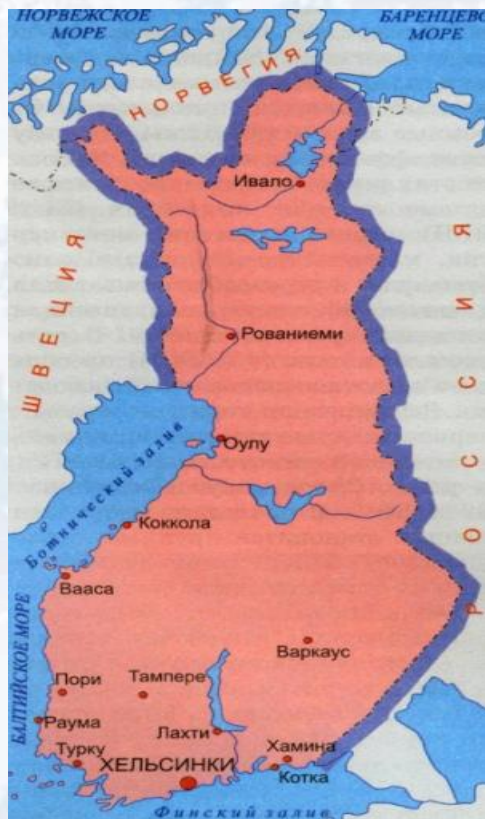 НОРВЕЖСКОЕ
МОРЕ
БАРЕНЦЕВО
МОРЕ
НОРВЕГИЯ
Ивало
ШВЕЦИЯ
РОССИЯ
Рованиеми
Оулу
Ботнический залив
Коккола
Вааса
Варкаус
БАЛТИЙСКОЕ МОРЕ
Пори
Тампере
Раума
Лахти
Турку
Хамина
ХЕЛЬСИНКИ
Котка
Финский залив